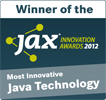 Winner of the
JAX
INNOVATION
AWARDS 2012
Most Innovative
Java Technology